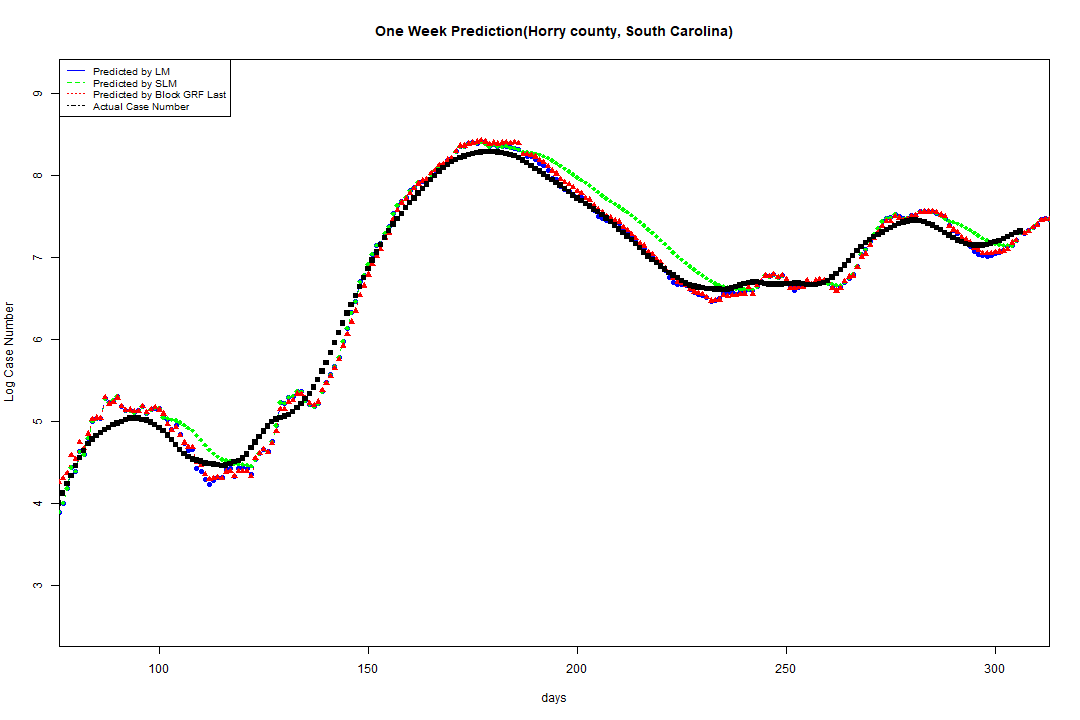 One Week Prediction(Horry county, South Carolina)
Predicted by LM
Predicted by SLM
Predicted by Block GRF Last
Actual Case Number
9
8
7
6
5
4
3
Log Case Number
100 150 200 250 300
days